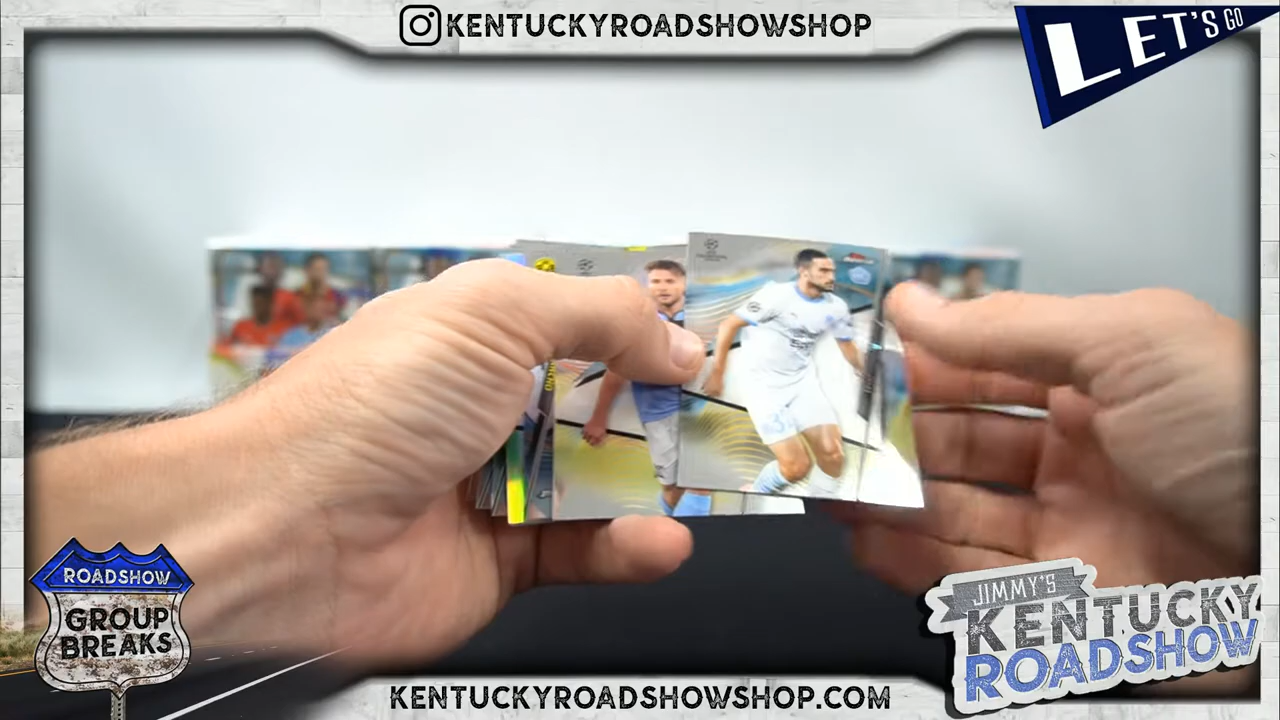 KENTUCKYROADSHOWSHOP
LET'S GO
ROADSHOW
GROUP
BREAKS
JIMMY'S
KENTUCKY
ROADSHOW
KENTUCKYROADSHOWSHOP.COM